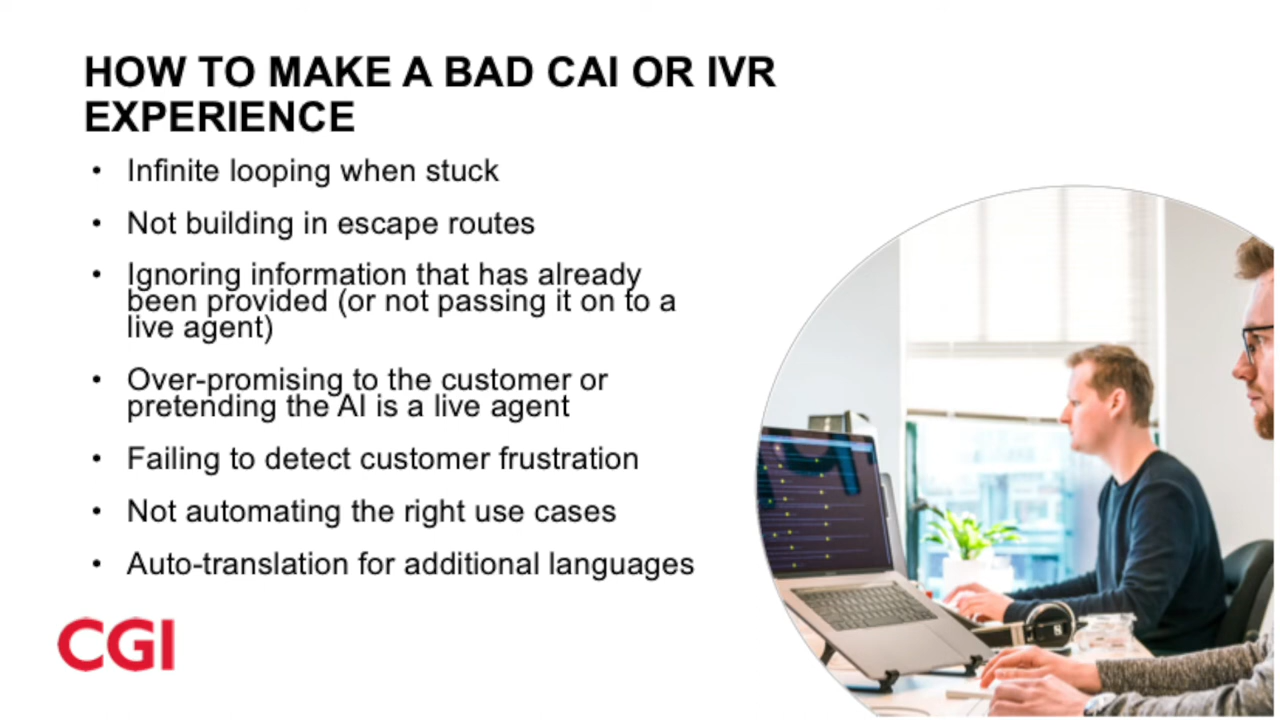 HOW TO MAKE A BAD CAI OR IVR
EXPERIENCE
• Infinite looping when stuck
• Not building in escape routes
• Ignoring information that has already
been provided (or not passing it on to a
live agent)
• Over-promising to the customer or
pretending the AI is a live agent
• Failing to detect customer frustration
• Not automating the right use cases
• Auto-translation for additional languages
CGI